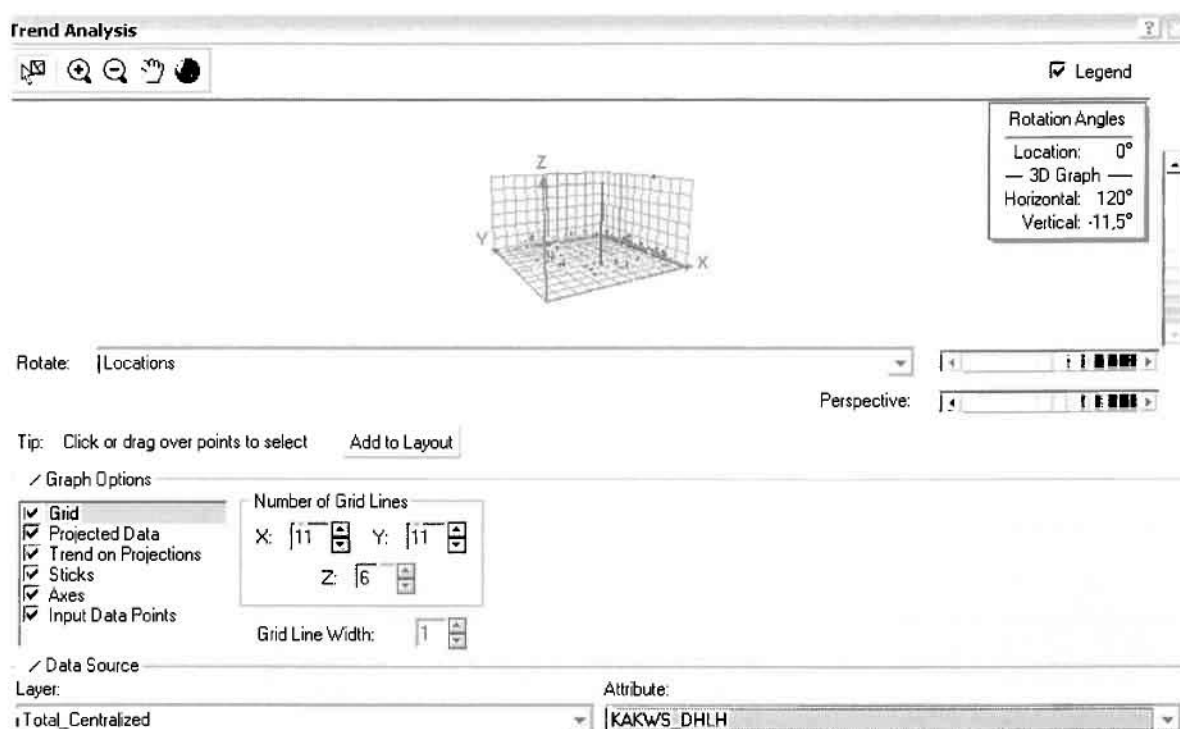 Trend Analysis
Legend
Rotation Angles
Location: 0°
— 3D Graph —
Horizontal: 120°
Vertical: -11,5°
Z
Y
X
Rotate: Locations
Perspective:
Tip: Click or drag over points to select Add to Layout
Graph Options
Grid
Projected Data
Trend on Projections
Sticks
Axes
Input Data Points
Number of Grid Lines
X: 11 Y: 11
Z: 6
Grid Line Width: 1
Data Source
Layer: Attribute:
Total_Centralized KAKWS_DHLH